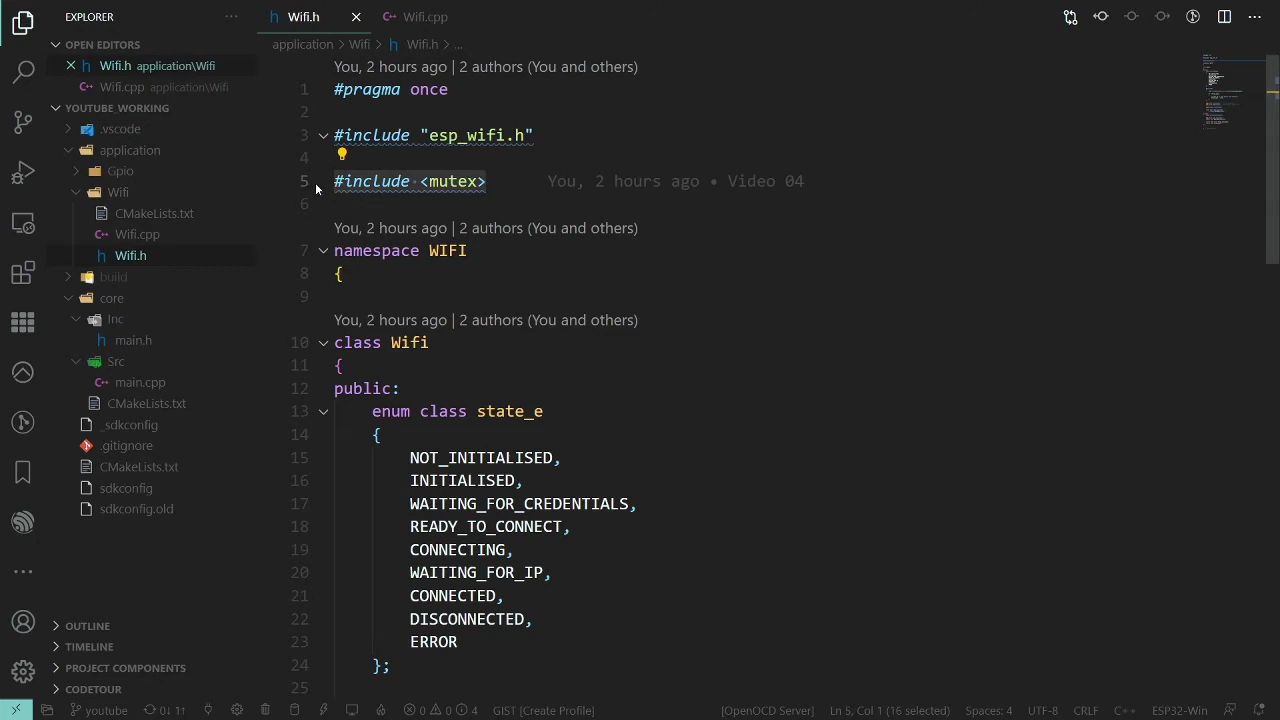 EXPLORER
Wifi.h
Wifi.cpp
OPEN EDITORS
Wifi.h application\Wifi
Wifi.cpp application\Wifi
YOUTUBE_WORKING
.vscode
application
Gpio
Wifi
CMakeLists.txt
Wifi.cpp
Wifi.h
build
core
Inc
main.h
Src
main.cpp
CMakeLists.txt
_sdkconfig
.gitignore
CMakeLists.txt
sdkconfig
sdkconfig.old
OUTLINE
TIMELINE
PROJECT COMPONENTS
CODETOUR
application > Wifi > Wifi.h > ...
You, 2 hours ago | 2 authors (You and others)
1 #pragma once
2
3 #include "esp_wifi.h"
4
5 #include <mutex> You, 2 hours ago • Video 04
6
You, 2 hours ago | 2 authors (You and others)
7 namespace WIFI
8 {
9
You, 2 hours ago | 2 authors (You and others)
10 class Wifi
11 {
12 public:
13 enum class state_e
14 {
15 NOT_INITIALISED,
16 INITIALISED,
17 WAITING_FOR_CREDENTIALS,
18 READY_TO_CONNECT,
19 CONNECTING,
20 WAITING_FOR_IP,
21 CONNECTED,
22 DISCONNECTED,
23 ERROR
24 };
25
youtube 0↓ 1↑ 0 0 4 GIST [Create Profile] [OpenOCD Server] Ln 5, Col 1 (16 selected) Spaces: 4 UTF-8 CRLF C++ ESP32-Win